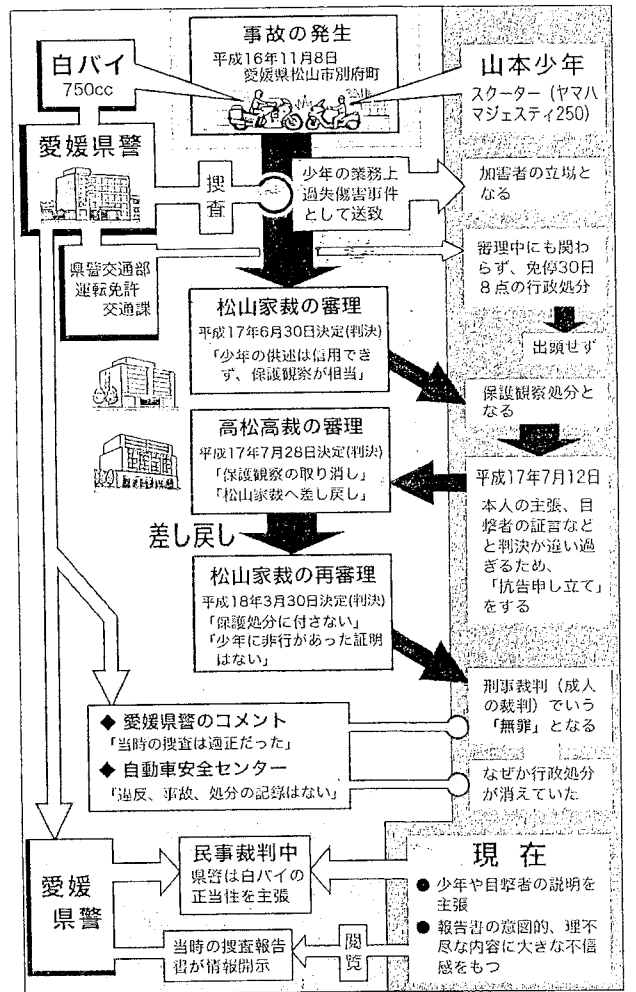 事故の発生
平成16年11月8日
愛媛県松山市別府町
白バイ
750cc
山本少年
スクーター（ヤマハ
マジェスティ250）
愛媛県警
捜査
少年の業務上
過失傷害事件
として送致
加害者の立場と
なる
県警交通部
運転免許
交通課
審理中にも関わ
らず、免停30日
8点の行政処分
出頭せず
松山家裁の審理
平成17年6月30日決定(判決)
「少年の供述は信用でき
ず、保護観察が相当」
保護観察処分と
なる
高松高裁の審理
平成17年7月28日決定(判決)
「保護観察の取り消し」
「松山家裁へ差し戻し」
平成17年7月12日
本人の主張、目
撃者の証言など
と判決が違い過
ぎるため、
「抗告申し立て」
をする
差し戻し
松山家裁の再審理
平成18年3月30日決定(判決)
「保護処分に付さない」
「少年に非行があった証明
はない」
刑事裁判（成人
の裁判）でいう
「無罪」となる
◆ 愛媛県警のコメント
「当時の捜査は適正だった」
◆ 自動車安全センター
「違反、事故、処分の記録はない」
なぜか行政処分
が消えていた
愛媛
県警
民事裁判中
県警は白バイの
正当性を主張
現在
● 少年や目撃者の説明を
主張
● 報告書の意図的、理不
尽な内容に大きな不信
感をもつ
当時の捜査報告
書が情報開示
閲覧